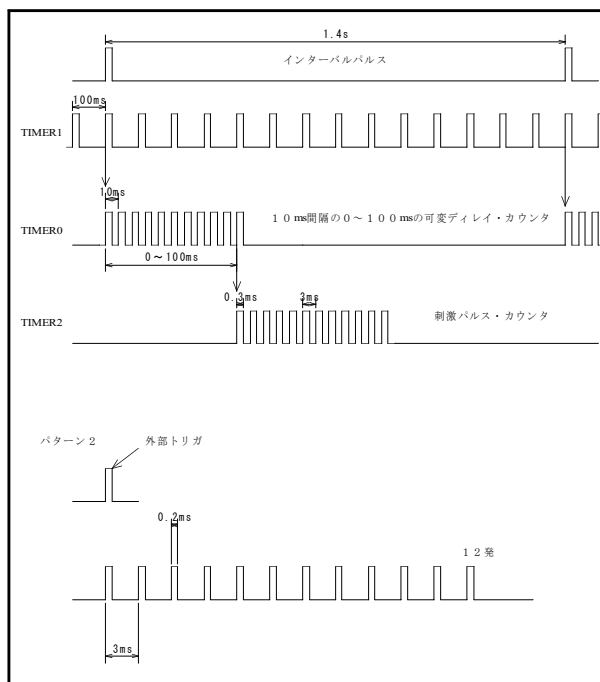 1.4s
インターバルパルス
100ms
TIMER1
10ms
TIMER0
10ms間隔の0～100msの可変ディレイ・カウンタ
0～100ms
0.3ms
3ms
TIMER2
刺激パルス・カウンタ
パターン2
外部トリガ
0.2ms
12発
3ms